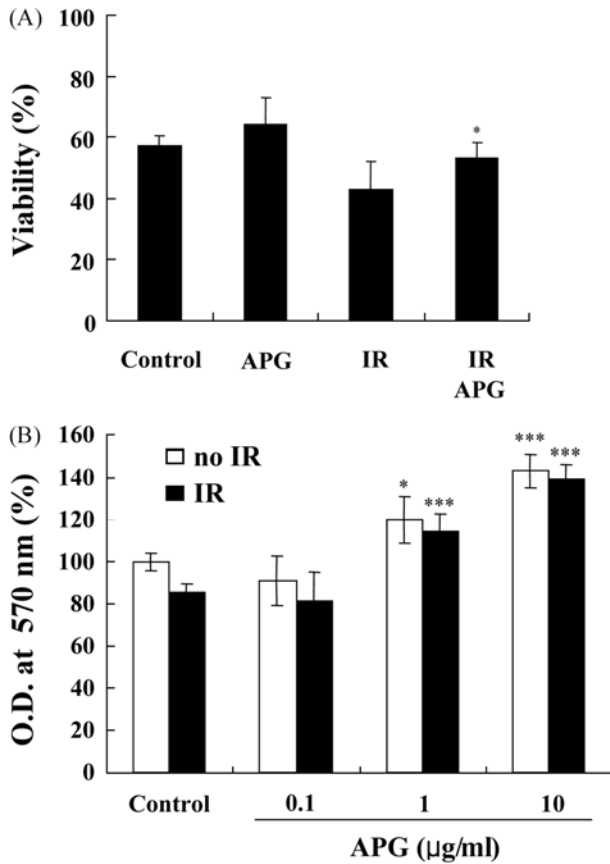 (A)
Viability (%)
100
80
60
40
20
0
*
Control
APG
IR
IR
APG
(B)
O.D. at 570 nm (%)
160
140
120
100
80
60
40
20
0
no IR
IR
* *** *** ***
Control
0.1
1
10
APG (μg/ml)